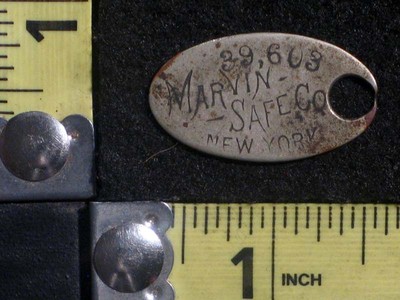 39,603
MARVIN
SAFE CO
NEW YORK
1
1 INCH